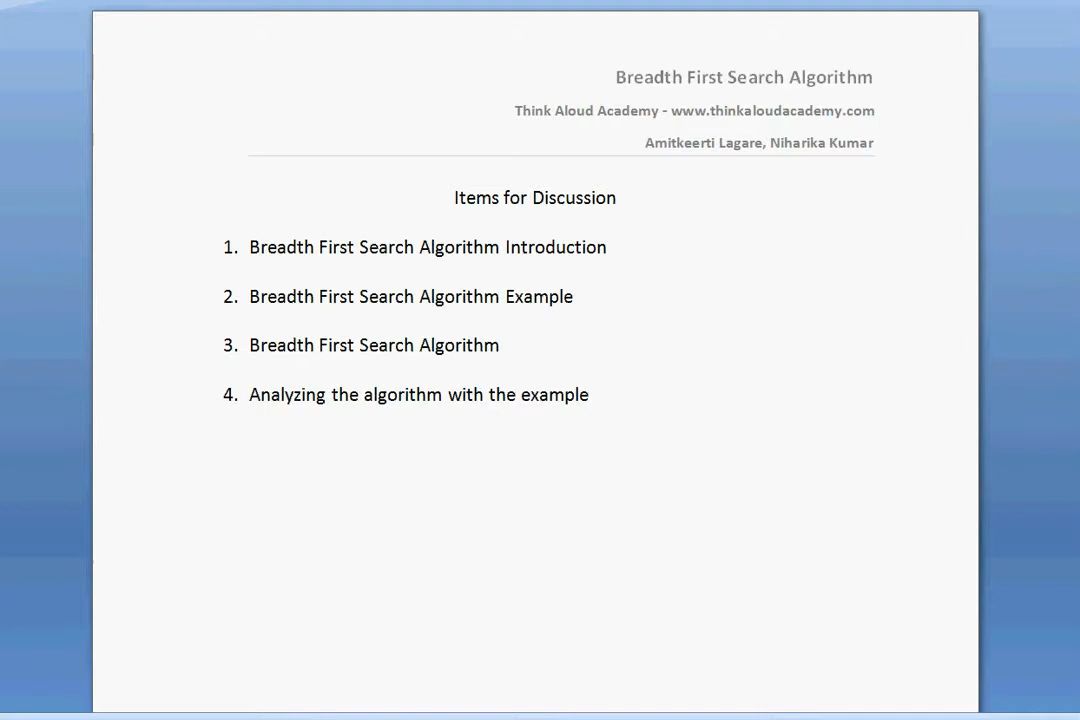 Breadth First Search Algorithm
Think Aloud Academy - www.thinkaloudacademy.com
Amitkeerti Lagare, Niharika Kumar
Items for Discussion
1. Breadth First Search Algorithm Introduction
2. Breadth First Search Algorithm Example
3. Breadth First Search Algorithm
4. Analyzing the algorithm with the example